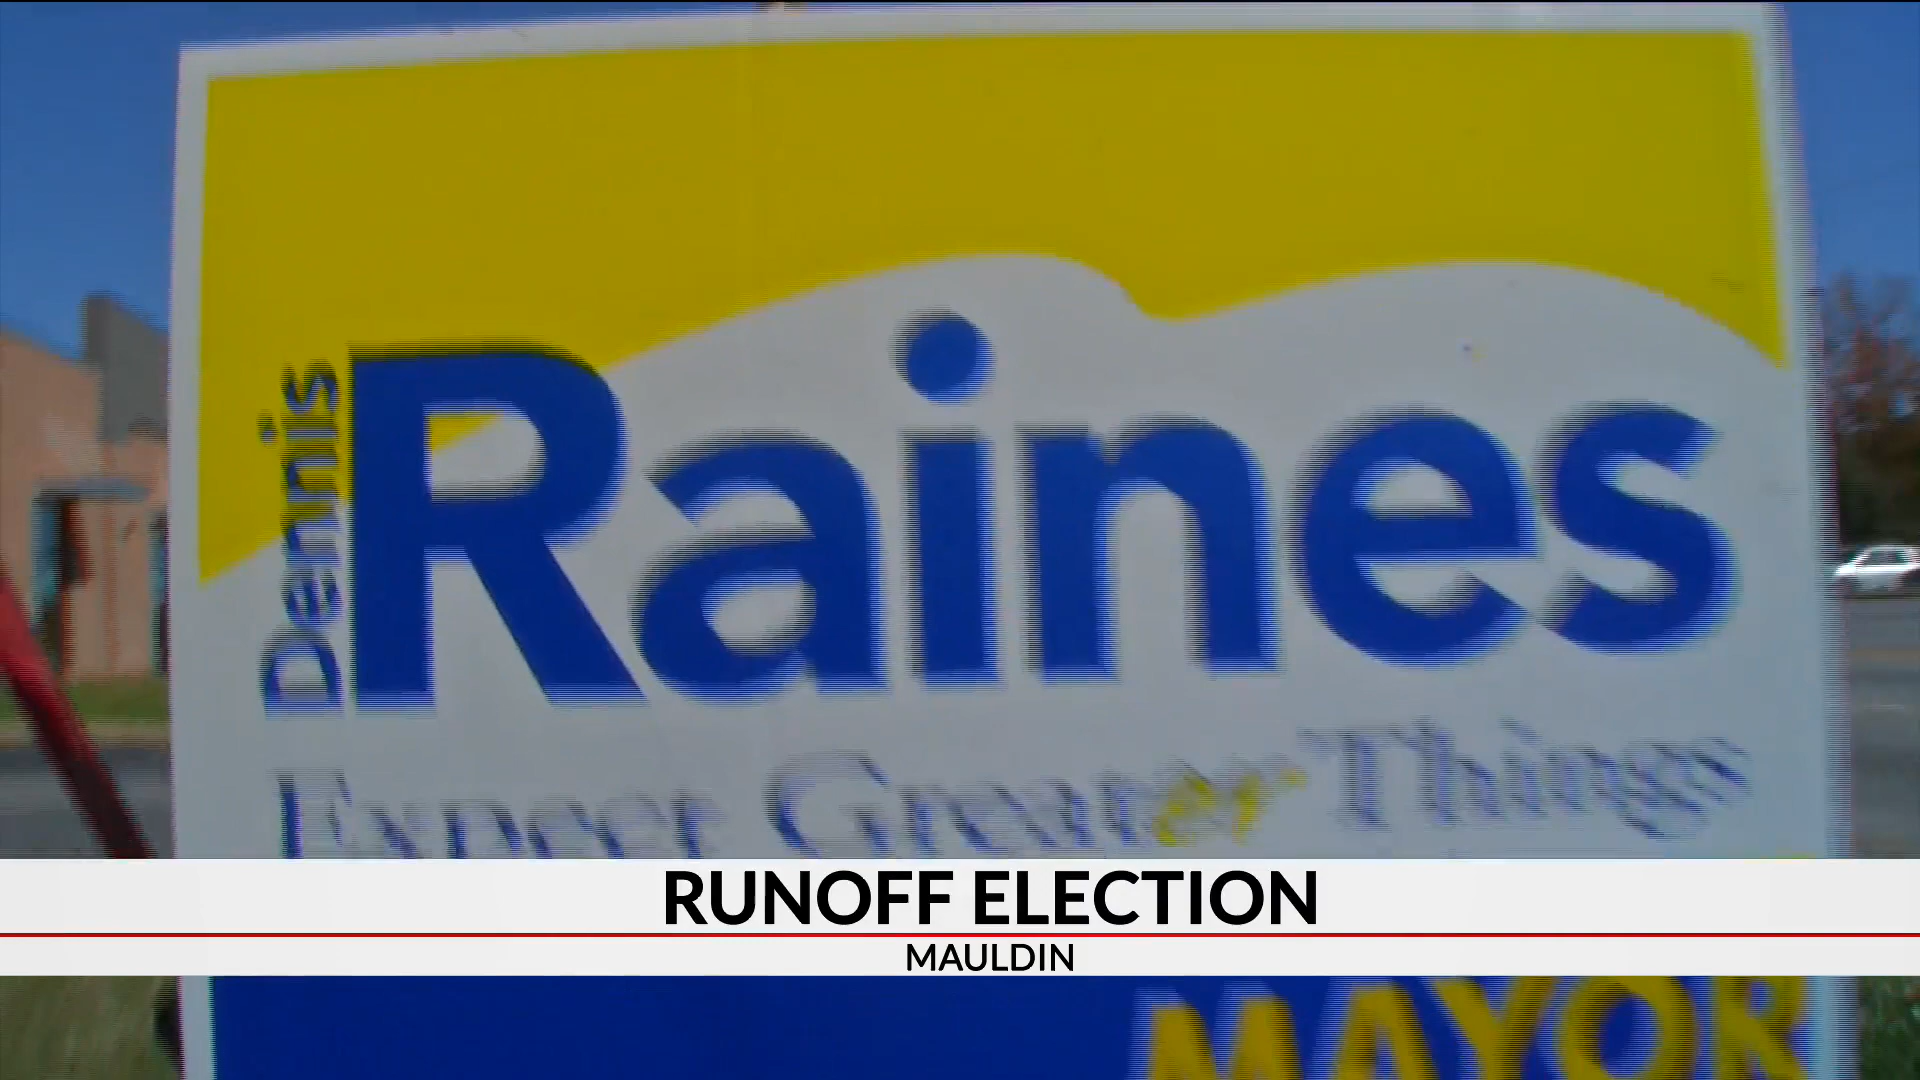 Dennis
Raines
Expect Greater Things
RUNOFF ELECTION
MAULDIN
MAYOR